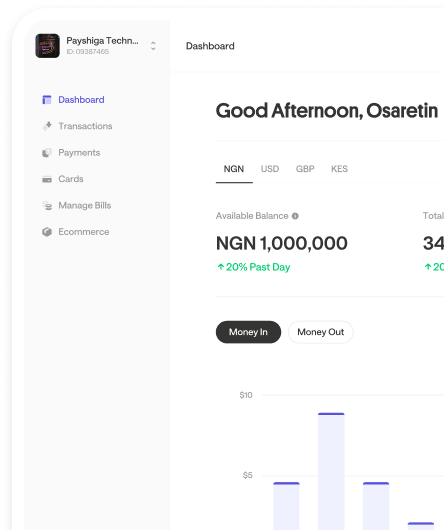 Payshiga Techn...
ID: 09387465
Dashboard
Dashboard
Transactions
Payments
Cards
Manage Bills
Ecommerce
Good Afternoon, Osaretin
NGN USD GBP KES
Available Balance
Total
NGN 1,000,000
34
20% Past Day
20
Money In
Money Out
$10
$5